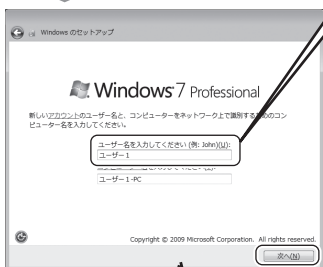 Windows のセットアップ
Windows 7 Professional
新しいアカウントのユーザー名と、コンピューターをネットワーク上で識別するためのコン
ピューター名を入力してください。
ユーザー名を入力してください (例: John)(U):
ユーザー1
ユーザー1-PC
Copyright © 2009 Microsoft Corporation. All rights reserved.
次へ(N)